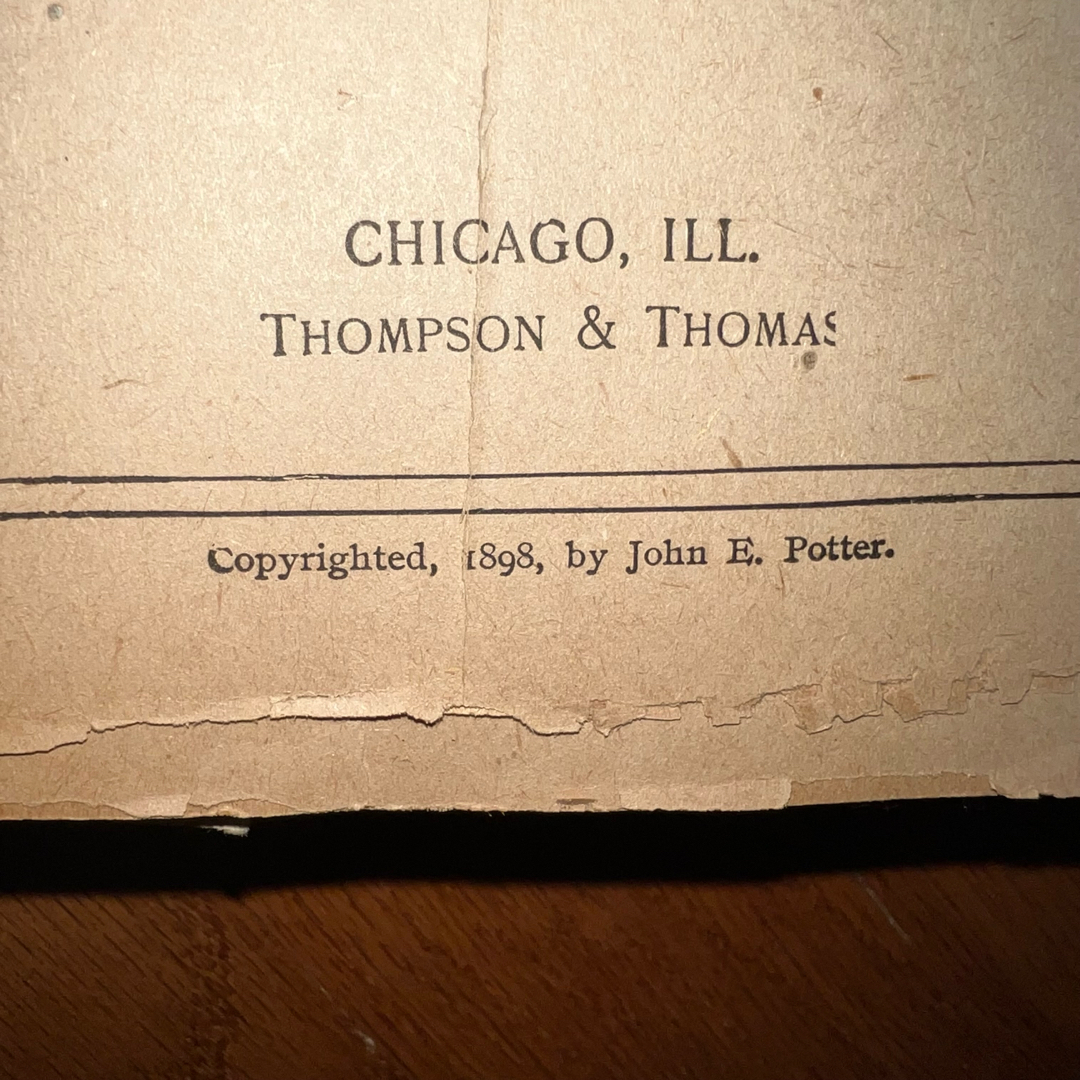 CHICAGO, ILL.
THOMPSON & THOMAS
Copyrighted, 1898, by John E. Potter.